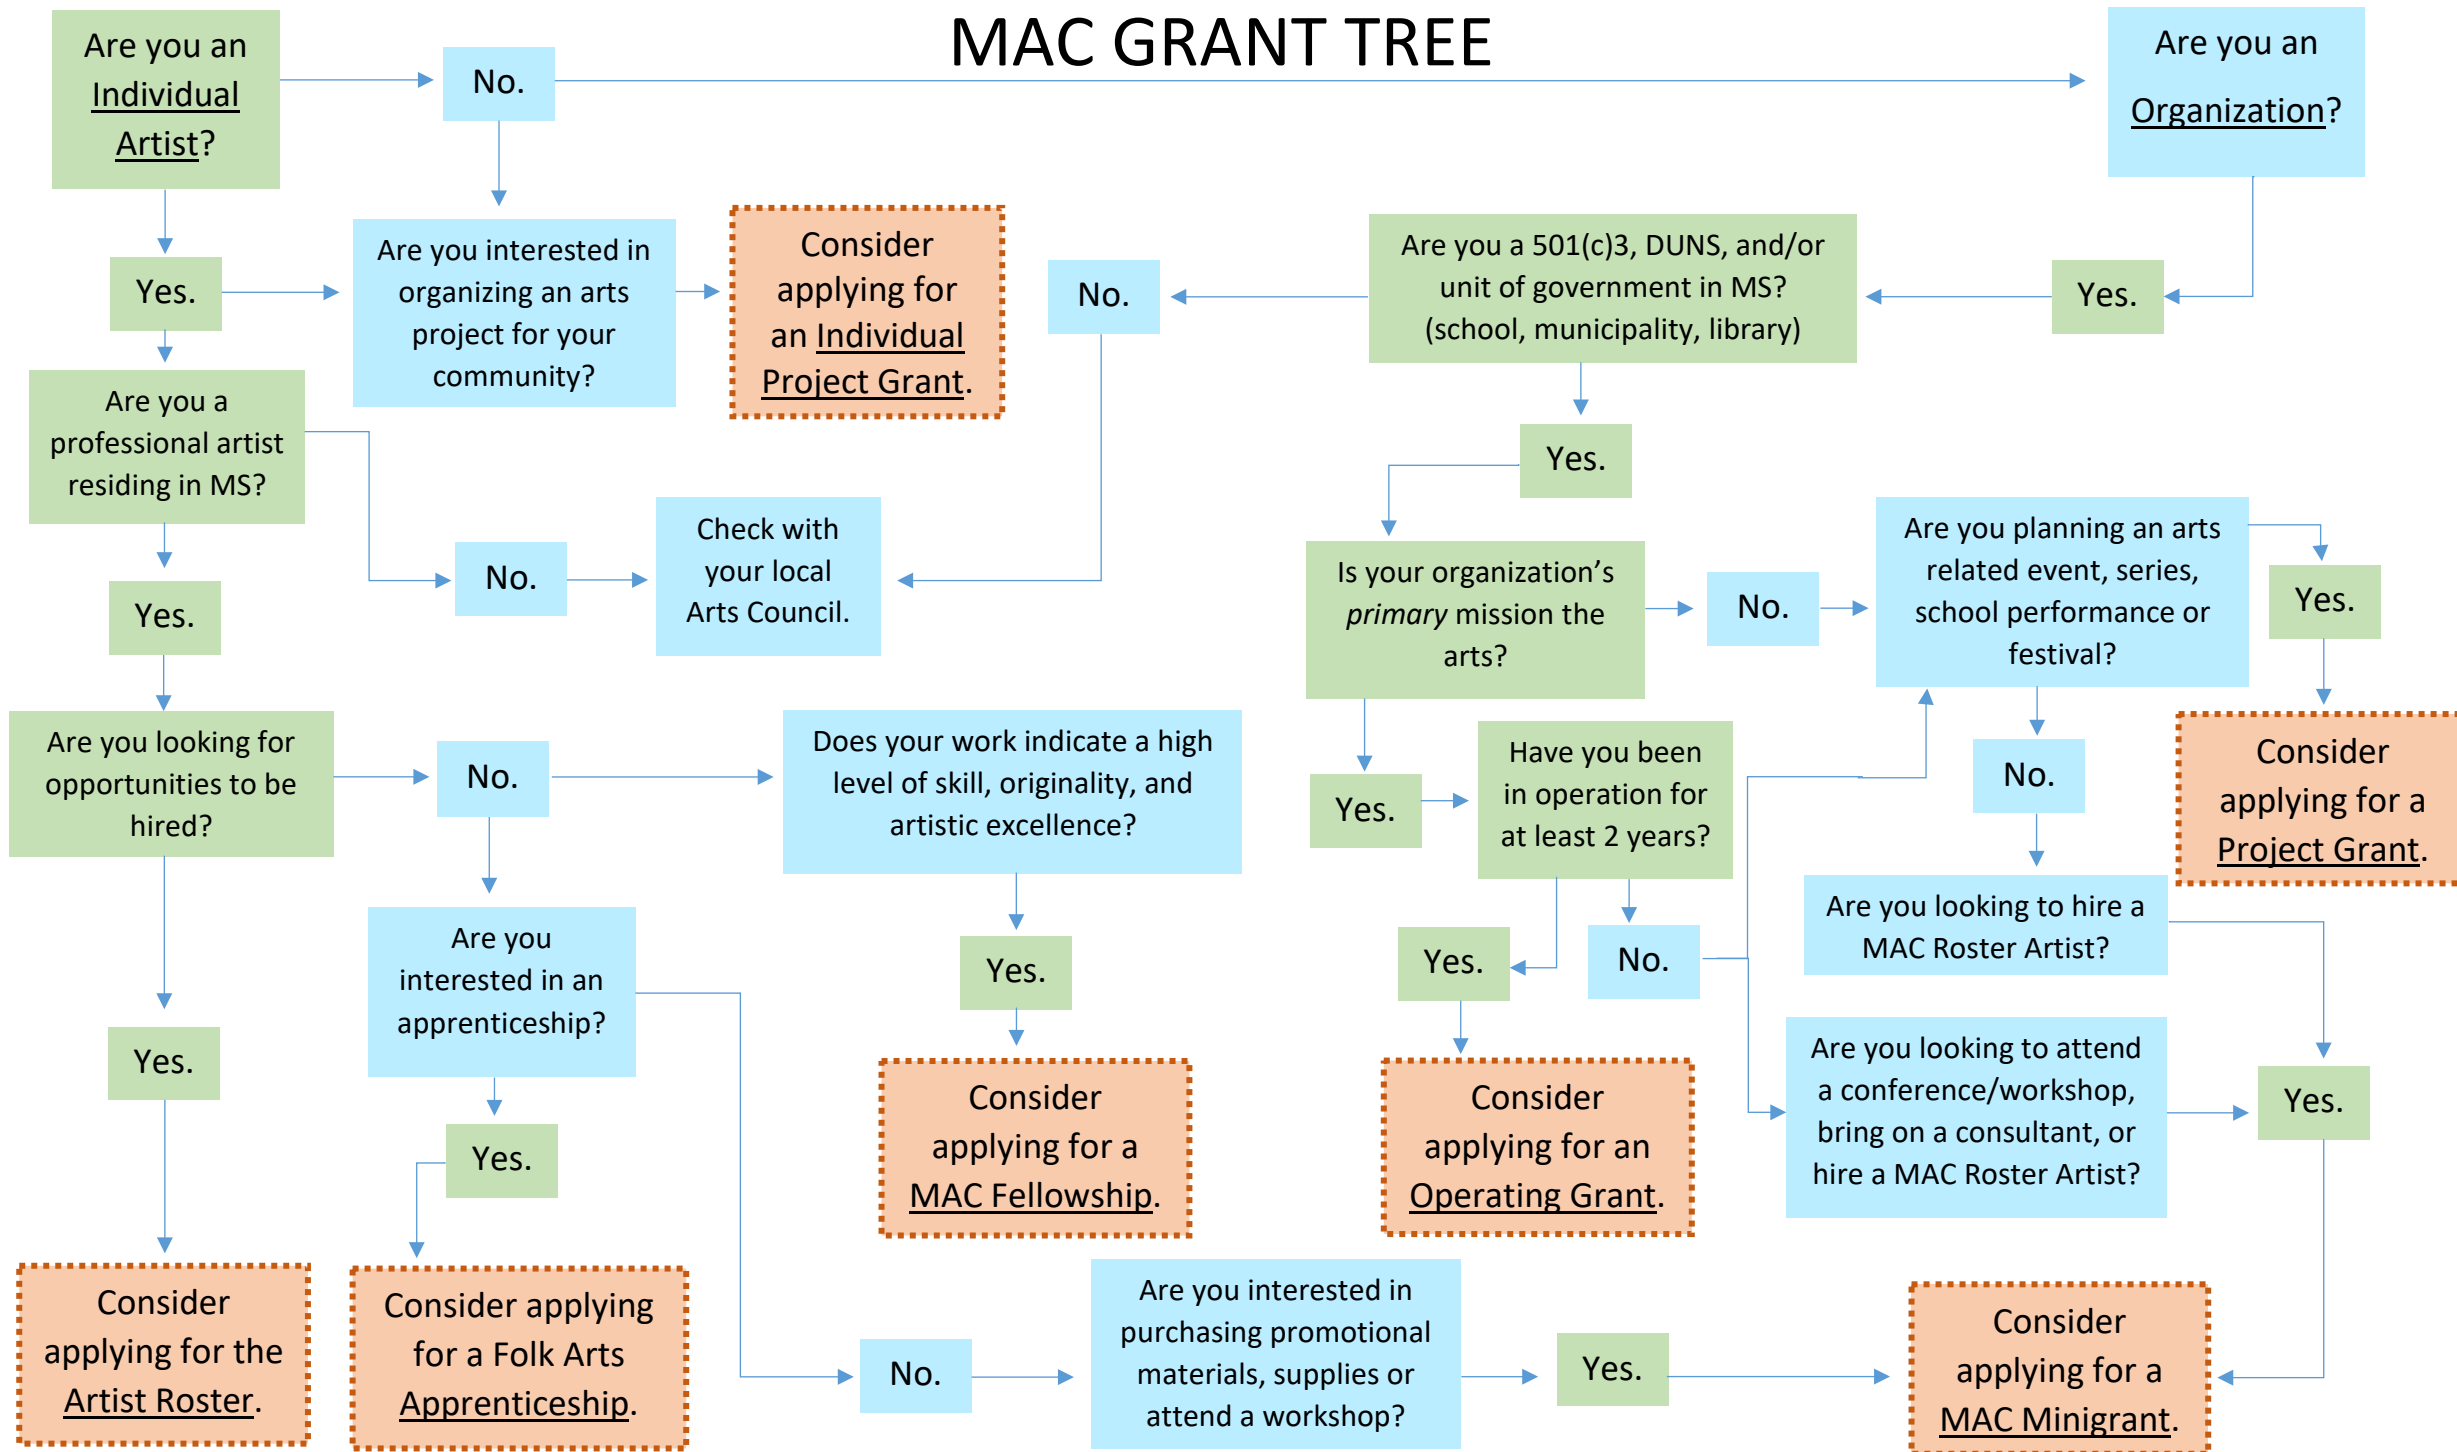 MAC GRANT TREE
Are you an
Individual
Artist?
No.
Are you an
Organization?
Yes.
Are you interested in
organizing an arts
project for your
community?
Consider
applying for
an Individual
Project Grant.
No.
Are you a 501(c)3, DUNS, and/or
unit of government in MS?
(school, municipality, library)
Yes.
Are you a
professional artist
residing in MS?
Yes.
No.
Check with
your local
Arts Council.
Is your organization’s
primary mission the
arts?
No.
Are you planning an arts
related event, series,
school performance or
festival?
Yes.
Yes.
Are you looking for
opportunities to be
hired?
No.
Does your work indicate a high
level of skill, originality, and
artistic excellence?
Yes.
Have you been
in operation for
at least 2 years?
No.
Consider
applying for a
Project Grant.
Are you
interested in an
apprenticeship?
Yes.
Yes.
No.
Are you looking to hire a
MAC Roster Artist?
Yes.
Yes.
Consider
applying for a
MAC Fellowship.
Consider
applying for an
Operating Grant.
Are you looking to attend
a conference/workshop,
bring on a consultant, or
hire a MAC Roster Artist?
Yes.
Consider
applying for the
Artist Roster.
Consider applying
for a Folk Arts
Apprenticeship.
No.
Are you interested in
purchasing promotional
materials, supplies or
attend a workshop?
Yes.
Consider
applying for a
MAC Minigrant.